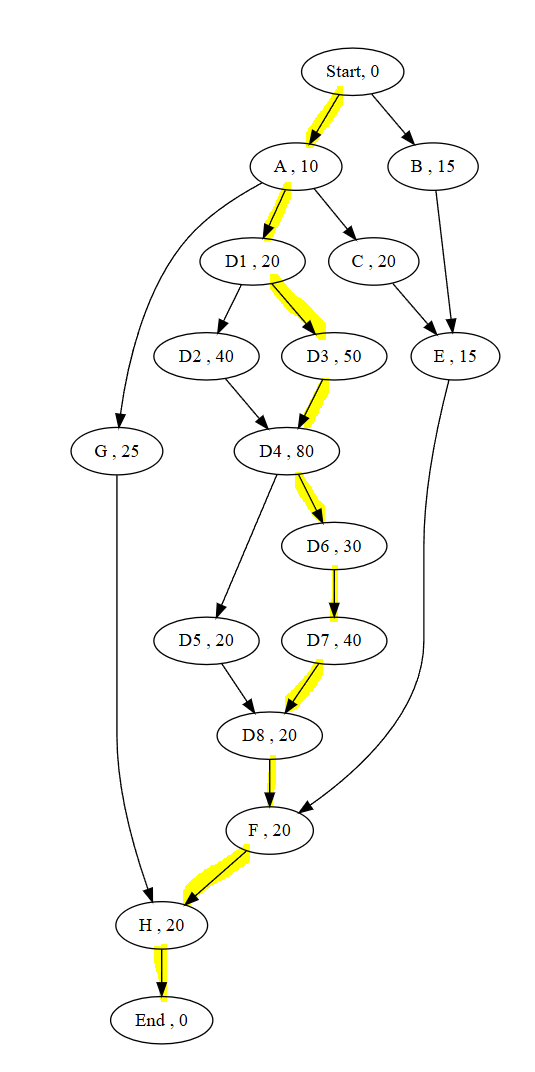 Start, 0
A , 10
B , 15
D1 , 20
C , 20
D2 , 40
D3 , 50
E , 15
G , 25
D4 , 80
D6 , 30
D5 , 20
D7 , 40
D8 , 20
F , 20
H , 20
End , 0